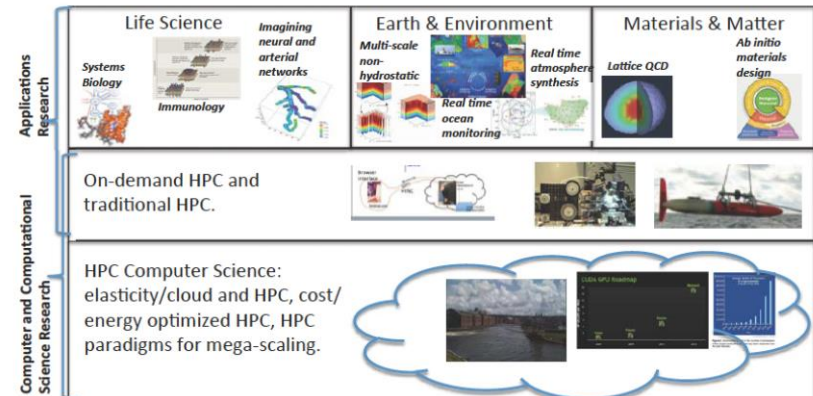 Life Science
Earth & Environment
Materials & Matter
Applications
Research
Systems
Biology
Immunology
Imagining
neural and
arterial
networks
Multi-scale
non-
hydrostatic
Real time
ocean
monitoring
Real time
atmosphere
synthesis
Lattice QCD
Ab initio
materials
design
Computer and Computational
Science Research
On-demand HPC and
traditional HPC.
HPC Computer Science:
elasticity/cloud and HPC, cost/
energy optimized HPC, HPC
paradigms for mega-scaling.
CUDA GPU Roadmap